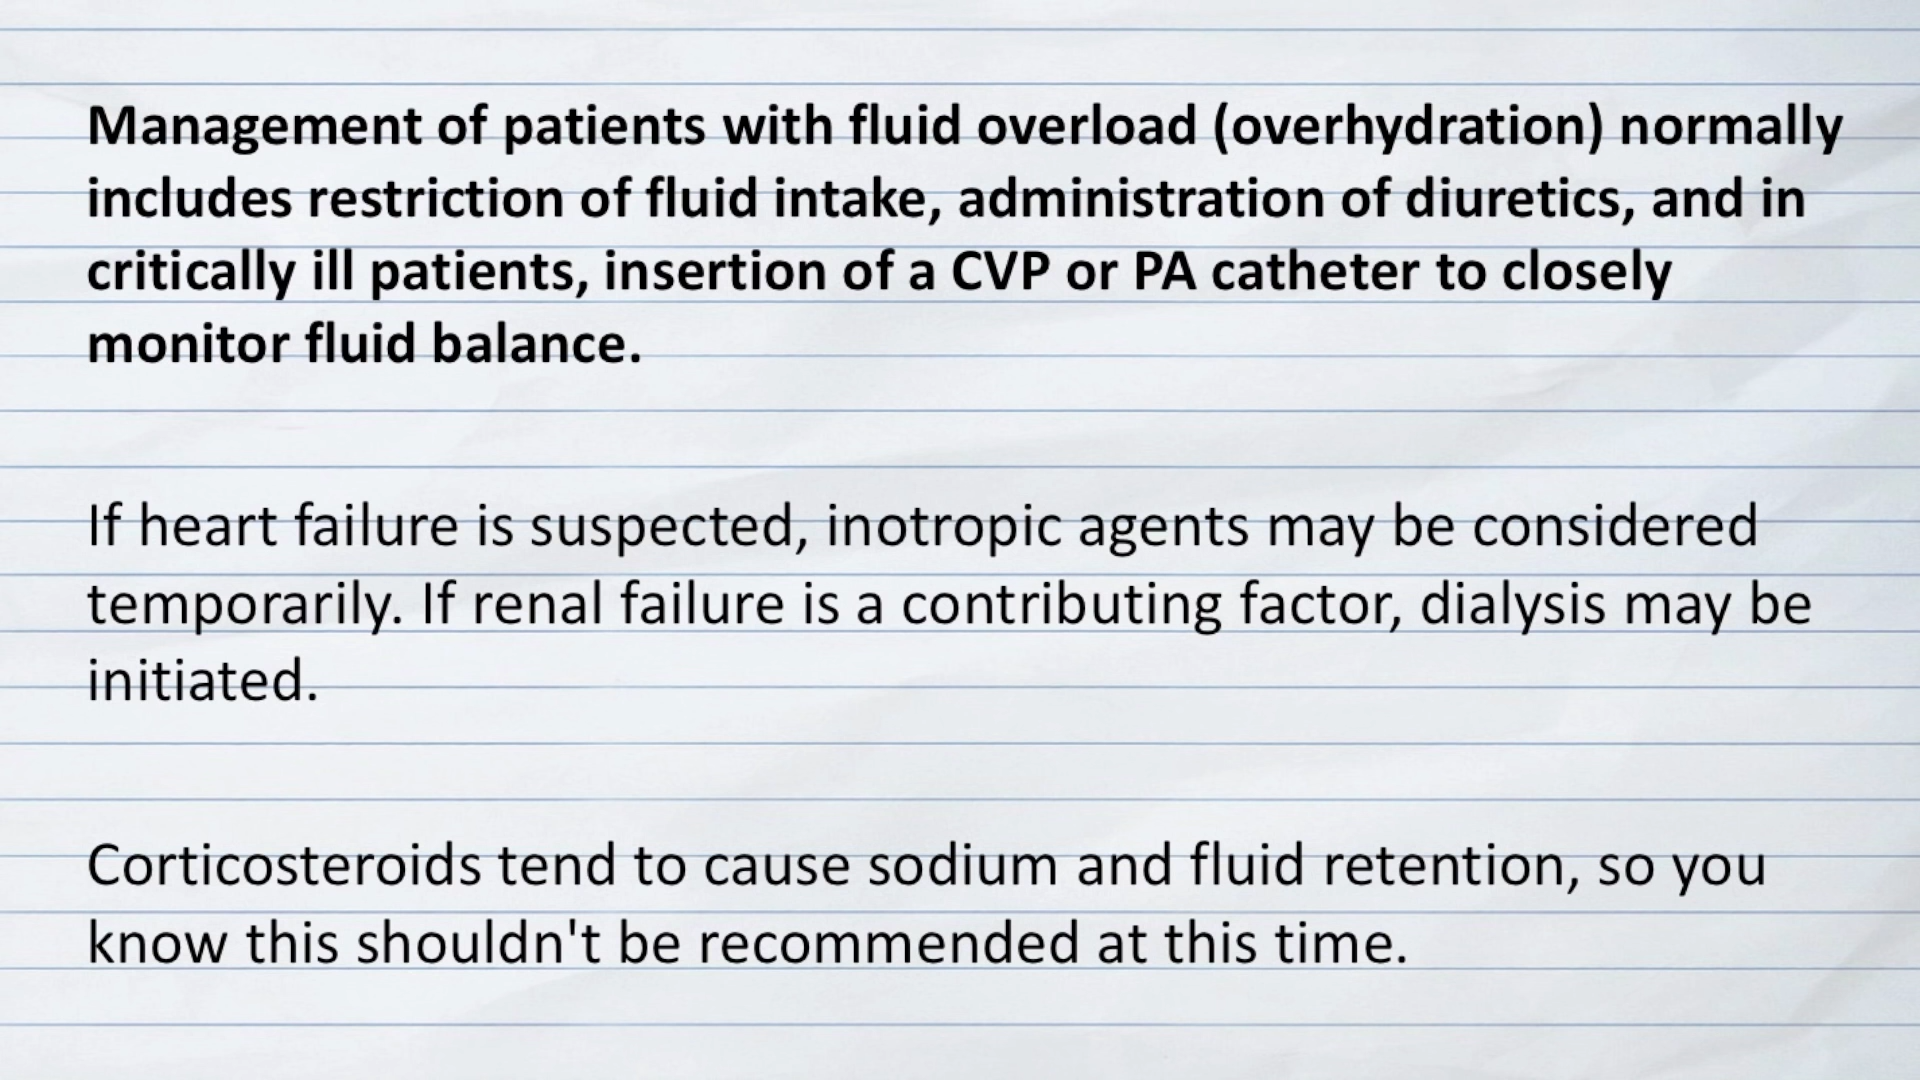 Management of patients with fluid overload (overhydration) normally
includes restriction of fluid intake, administration of diuretics, and in
critically ill patients, insertion of a CVP or PA catheter to closely
monitor fluid balance.
If heart failure is suspected, inotropic agents may be considered
temporarily. If renal failure is a contributing factor, dialysis may be
initiated.
Corticosteroids tend to cause sodium and fluid retention, so you
know this shouldn't be recommended at this time.